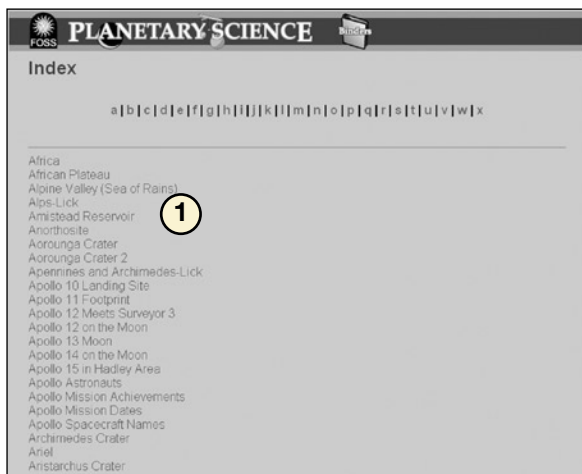 FOSS PLANETARY SCIENCE Binders
Index
a|b|c|d|e|f|g|h|i|j|k|l|m|n|o|p|q|r|s|t|u|v|w|x
Africa
African Plateau
Alpine Valley (Sea of Rains)
Alps-Lick
Amistead Reservoir
1
Anorthosite
Aorounga Crater
Aorounga Crater 2
Apennines and Archimedes-Lick
Apollo 10 Landing Site
Apollo 11 Footprint
Apollo 12 Meets Surveyor 3
Apollo 12 on the Moon
Apollo 13 Moon
Apollo 14 on the Moon
Apollo 15 in Hadley Area
Apollo Astronauts
Apollo Mission Achievements
Apollo Mission Dates
Apollo Spacecraft Names
Archimedes Crater
Ariel
Aristarchus Crater